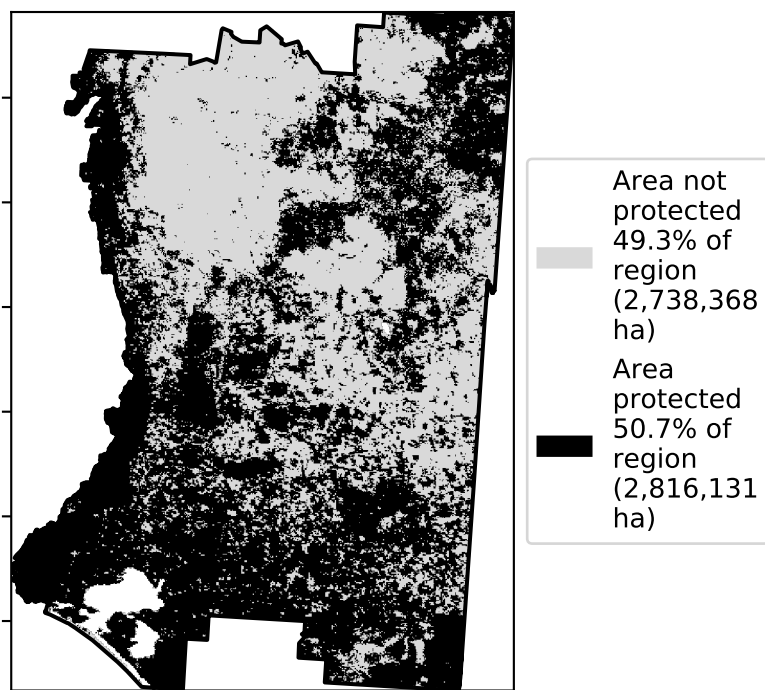 Area not
protected
49.3% of
region
(2,738,368
ha)
Area
protected
50.7% of
region
(2,816,131
ha)